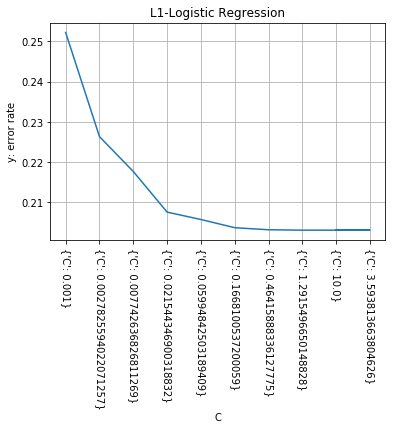 L1-Logistic Regression
y: error rate
0.25
0.24
0.23
0.22
0.21
{'C': 0.001}
{'C': 0.0027825594022071257}
{'C': 0.007742636826811269}
{'C': 0.021544346900318832}
{'C': 0.05994842503189409}
{'C': 0.1668100537200059}
{'C': 0.46415888336127775}
{'C': 1.2915496650148828}
{'C': 10.0}
{'C': 3.593813663804626}
C